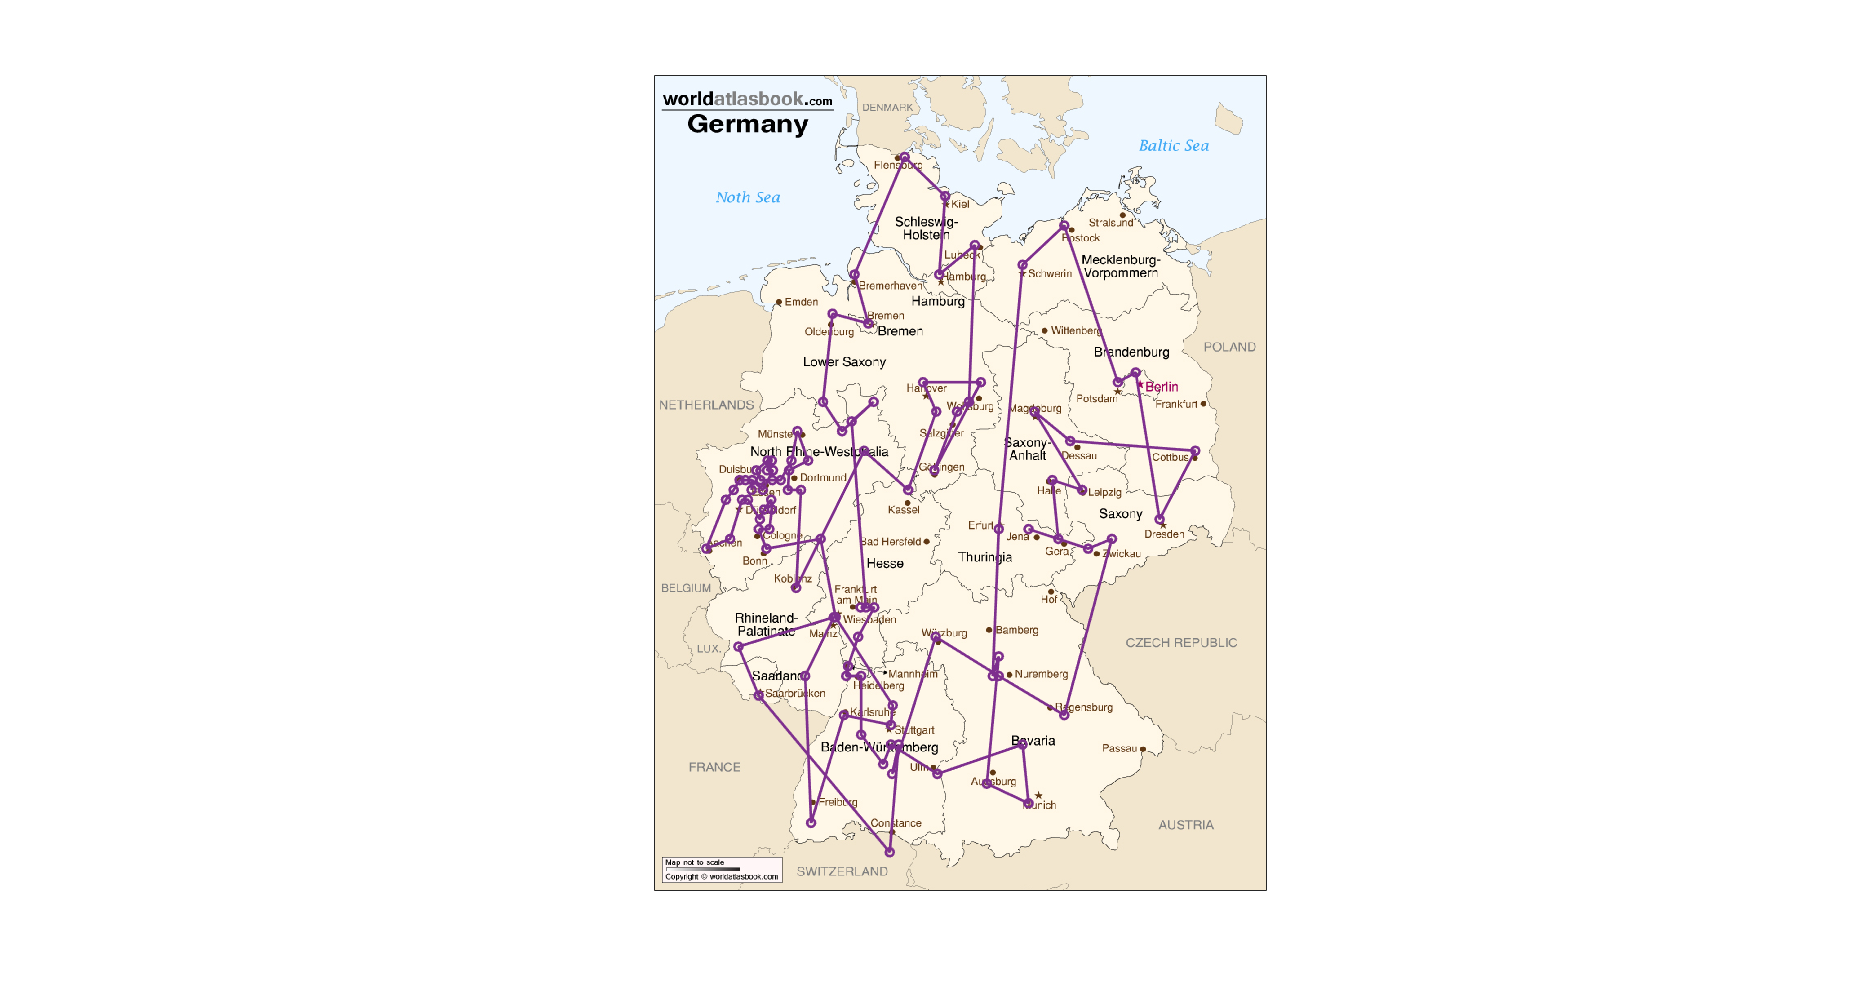 worldatlasbook.com
Germany
DENMARK
Baltic Sea
Noth Sea
Flensburg
Kiel
Schleswig-
Holstein
Stralsund
Rostock
Lubeck
Mecklenburg-
Vorpommern
Schwerin
Hamburg
Bremerhaven
Hamburg
Emden
Bremen
Oldenburg
Bremen
Wittenberg
POLAND
Brandenburg
Lower Saxony
Berlin
Hanover
Potsdam
Frankfurt
NETHERLANDS
Magdeburg
Münster
North Rhine-Westphalia
Saxony-
Anhalt
Dessau
Cottbus
Duisburg
Dortmund
Essen
Halle
Leipzig
Kassel
Saxony
Düsseldorf
Erfurt
Jena
Dresden
Cologne
Aachen
Bad Hersfeld
Gera
Zwickau
Bonn
Hesse
Thuringia
Koblenz
BELGIUM
Frankfurt
am Main
Hof
Rhineland-
Palatinate
Wiesbaden
Mainz
Würzburg
Bamberg
CZECH REPUBLIC
LUX.
Saarland
Mannheim
Nuremberg
Heidelberg
Saarbrücken
Karlsruhe
Regensburg
Stuttgart
Baden-Württemberg
Bavaria
Passau
FRANCE
Ulm
Augsburg
Freiburg
Munich
Constance
AUSTRIA
SWITZERLAND
Map not to scale
Copyright © worldatlasbook.com